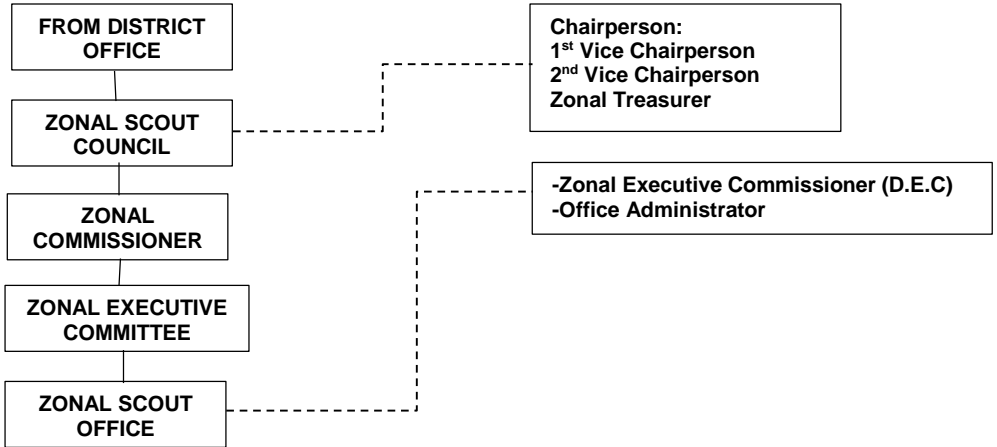 FROM DISTRICT
OFFICE
Chairperson:
1st Vice Chairperson
2nd Vice Chairperson
Zonal Treasurer
ZONAL SCOUT
COUNCIL
-Zonal Executive Commissioner (D.E.C)
-Office Administrator
ZONAL
COMMISSIONER
ZONAL EXECUTIVE
COMMITTEE
ZONAL SCOUT
OFFICE